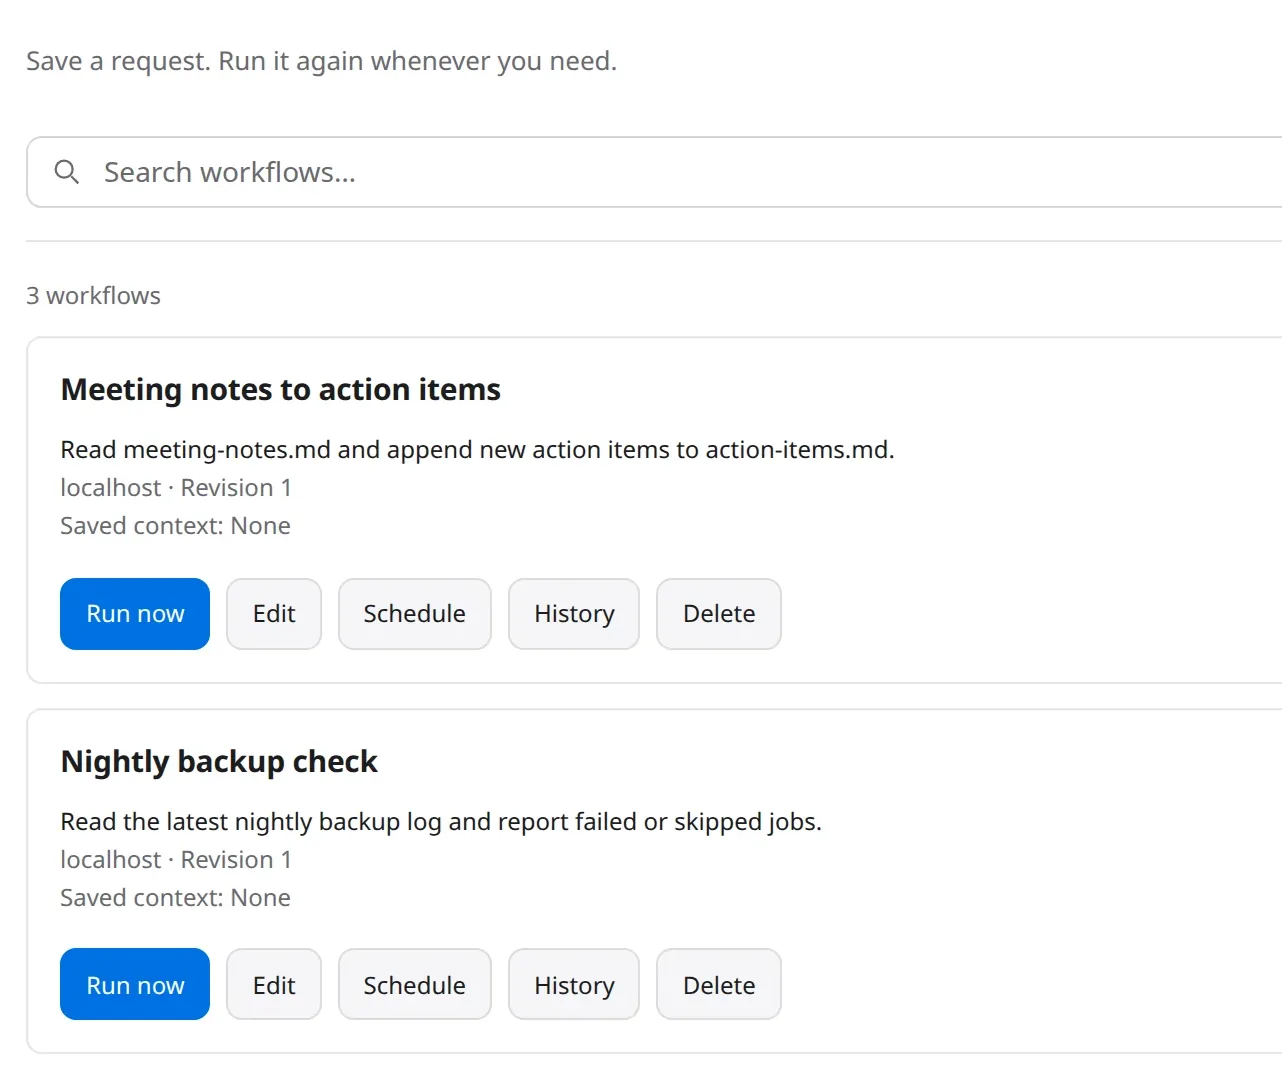 Save a request. Run it again whenever you need.
Search workflows...
3 workflows
Meeting notes to action items
Read meeting-notes.md and append new action items to action-items.md.
localhost · Revision 1
Saved context: None
Run now Edit Schedule History Delete
Nightly backup check
Read the latest nightly backup log and report failed or skipped jobs.
localhost · Revision 1
Saved context: None
Run now Edit Schedule History Delete